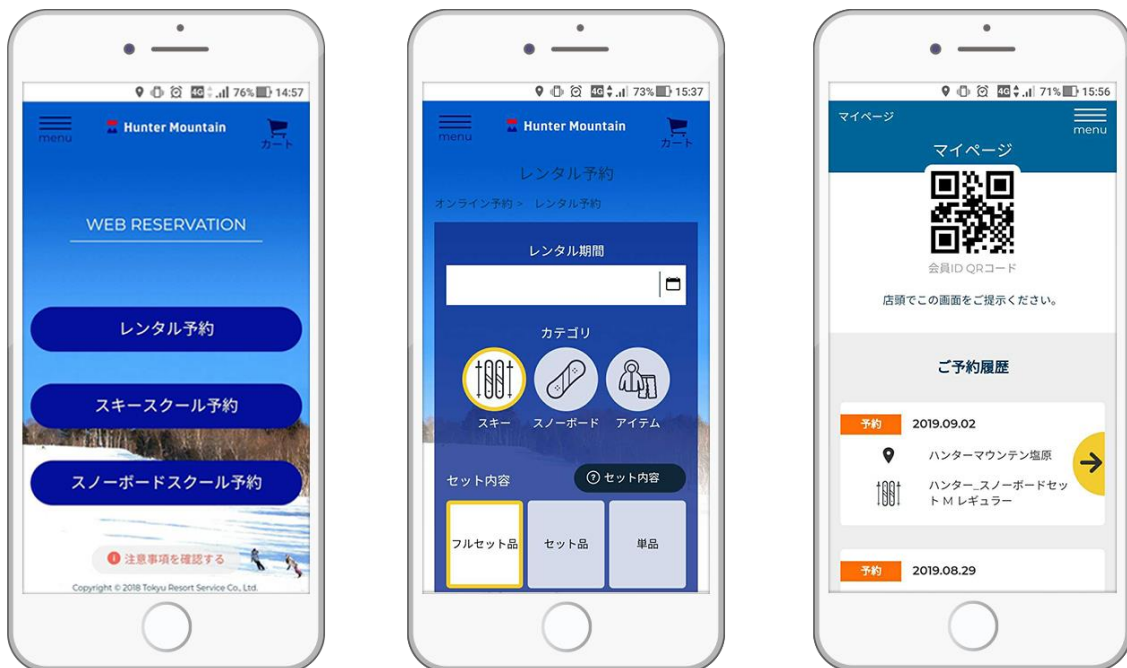 4G 76% 14:57
menu
Hunter Mountain
カート
WEB RESERVATION
レンタル予約
スキースクール予約
スノーボードスクール予約
注意事項を確認する
Copyright © 2018 Tokyu Resort Service Co., Ltd.
4G 73% 15:37
menu
Hunter Mountain
カート
レンタル予約
オンライン予約 > レンタル予約
レンタル期間
カテゴリ
スキー スノーボード アイテム
セット内容
? セット内容
フルセット品 セット品 単品
4G 71% 15:56
マイページ
menu
マイページ
会員ID QRコード
店頭でこの画面をご提示ください。
ご予約履歴
予約 2019.09.02
ハンターマウンテン塩原
ハンター_スノーボードセッ
ト M レギュラー
予約 2019.08.29